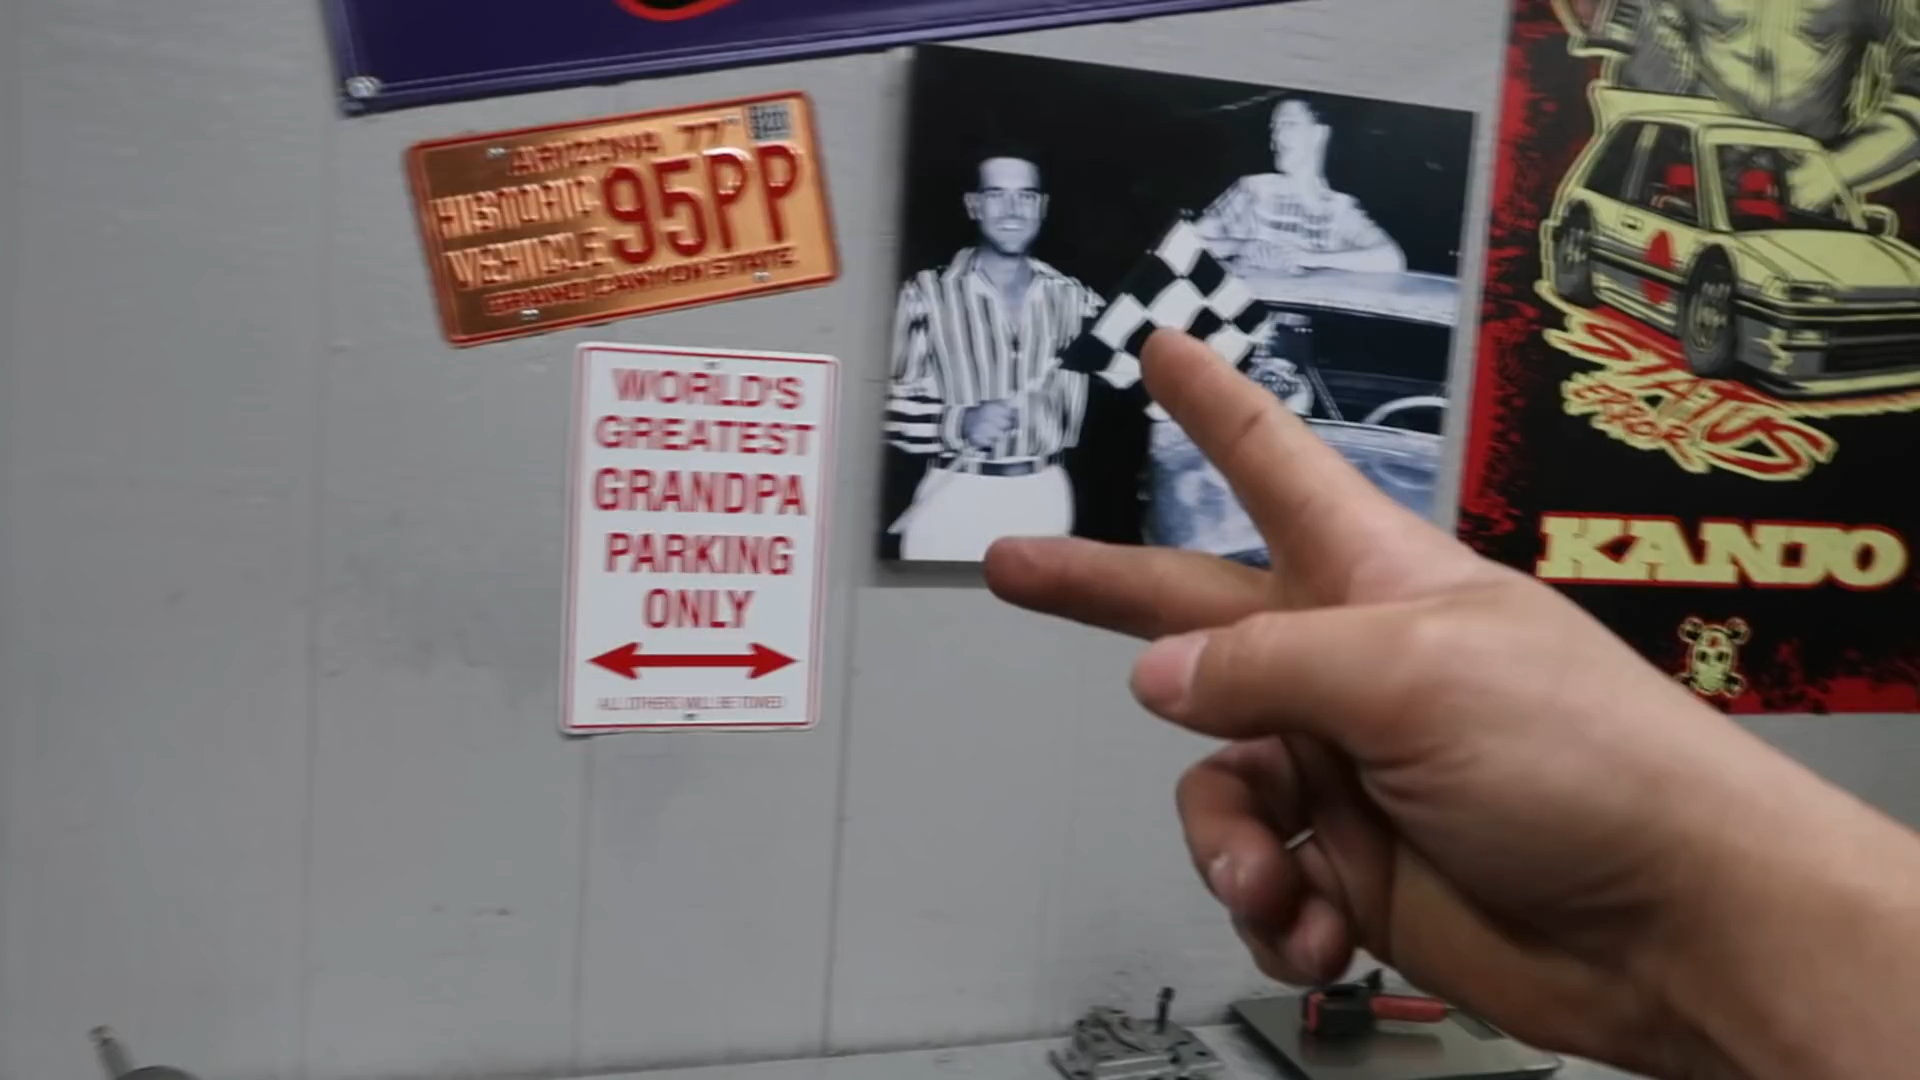 ARIZONA 77
HISTORIC
VEHICLE
95PP
GRAND CANYON STATE
WORLD'S
GREATEST
GRANDPA
PARKING
ONLY
ALL OTHERS WILL BE TOWED
STATUS
ERROR
KANJO